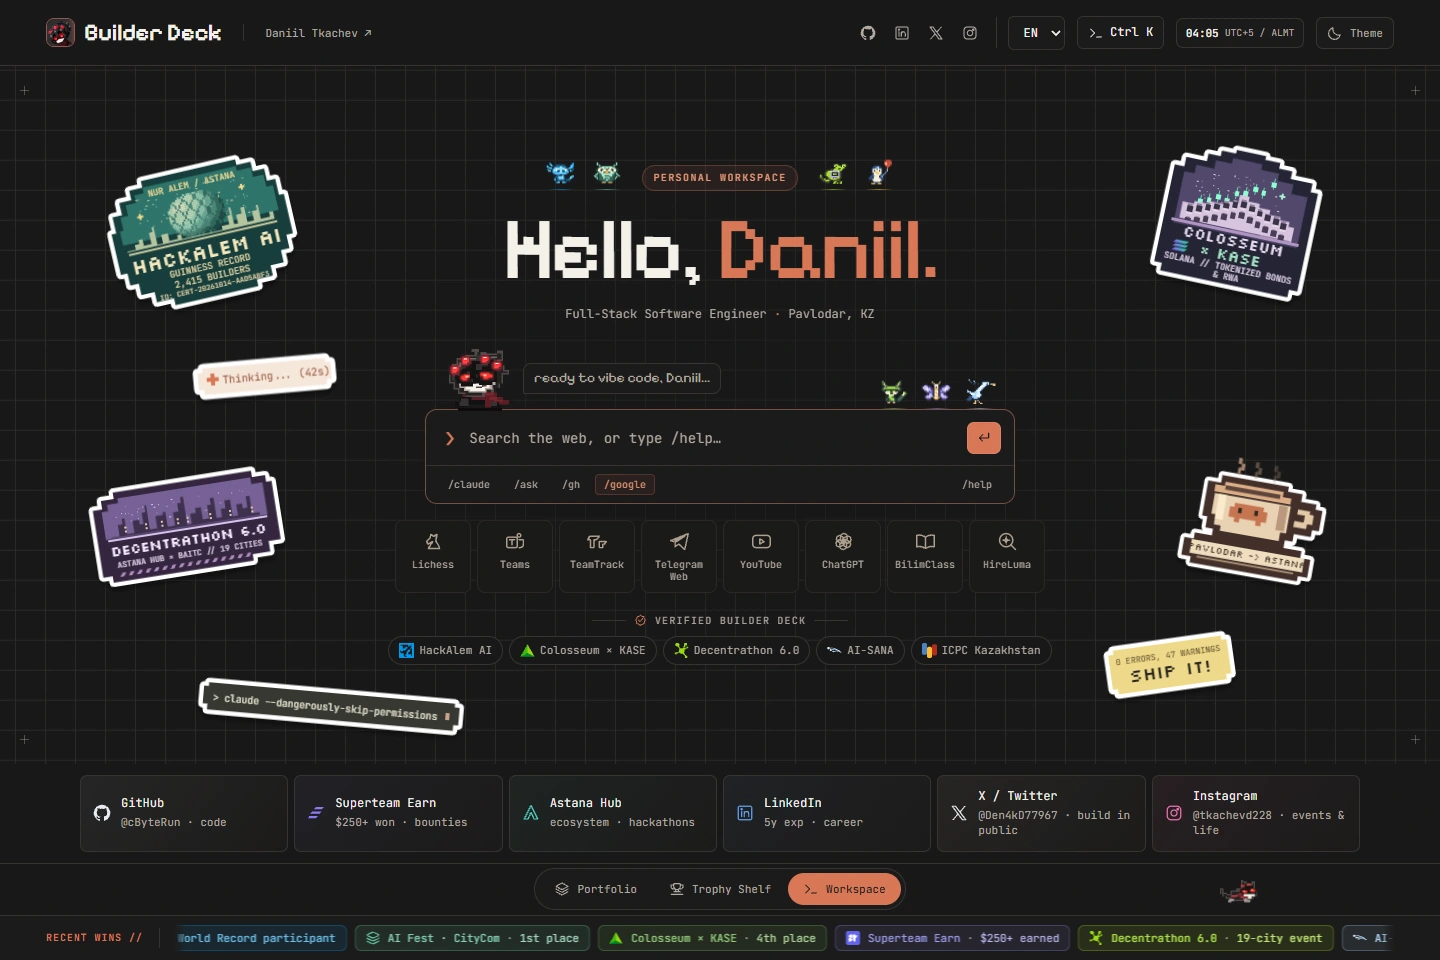 Builder Deck
Daniil Tkachev ↗
EN
>_ Ctrl K
04:05 UTC+5 / ALMT
Theme
NUR ALEM / ASTANA
HACKALEM AI
GUINNESS RECORD
2,415 BUILDERS
PERSONAL WORKSPACE
Hello, Daniil.
Full-Stack Software Engineer · Pavlodar, KZ
COLOSSEUM
× KASE
SOLANA // TOKENIZED BONDS
& RWA
Thinking... (42s)
ready to vibe code, Daniil...
❯ Search the web, or type /help…
/claude
/ask
/gh
/google
/help
DECENTRATHON 6.0
ASTANA HUB × BAITC // 19 CITIES
PAVLODAR -> ASTANA
Lichess
Teams
TeamTrack
Telegram
Web
YouTube
ChatGPT
BilimClass
HireLuma
VERIFIED BUILDER DECK
HackAlem AI
Colosseum × KASE
Decentrathon 6.0
AI-SANA
ICPC Kazakhstan
0 ERRORS, 47 WARNINGS
SHIP IT!
> claude --dangerously-skip-permissions
GitHub
@cByteRun · code
Superteam Earn
$250+ won · bounties
Astana Hub
ecosystem · hackathons
LinkedIn
5y exp · career
X / Twitter
@Den4kD77967 · build in
public
Instagram
@tkachevd228 · events &
life
Portfolio
Trophy Shelf
>_ Workspace
RECENT WINS //
World Record participant
AI Fest · CityCom · 1st place
Colosseum × KASE · 4th place
Superteam Earn · $250+ earned
Decentrathon 6.0 · 19-city event
AI-